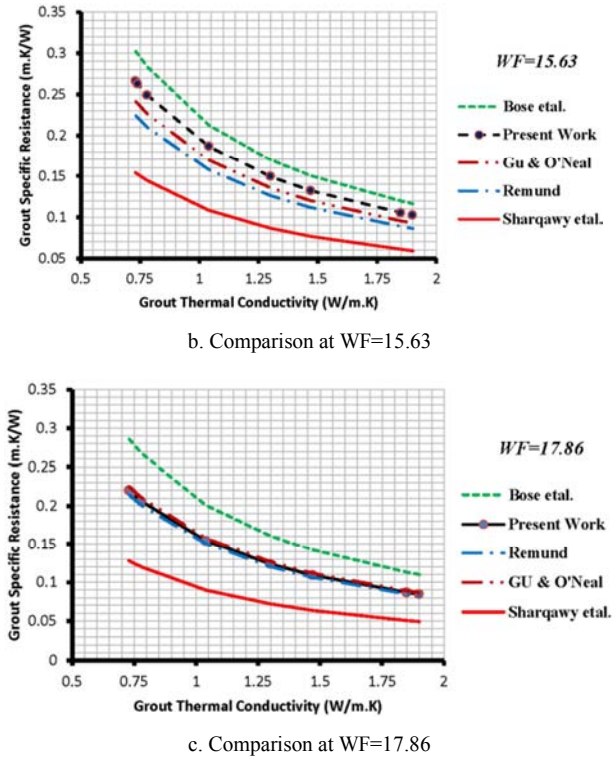 Grout Specific Resistance (m.K/W)
0.35
0.3
0.25
0.2
0.15
0.1
0.05
0.5
0.75
1
1.25
1.5
1.75
2
Grout Thermal Conductivity (W/m.K)
WF=15.63
Bose etal.
Present Work
Gu & O'Neal
Remund
Sharqawy etal.
b. Comparison at WF=15.63
Grout Specific Resistance (m.K/W)
0.35
0.3
0.25
0.2
0.15
0.1
0.05
0
0.5
0.75
1
1.25
1.5
1.75
2
Grout Thermal Conductivity (W/m.K)
WF=17.86
Bose etal.
Present Work
Remund
GU & O'Neal
Sharqawy etal.
c. Comparison at WF=17.86